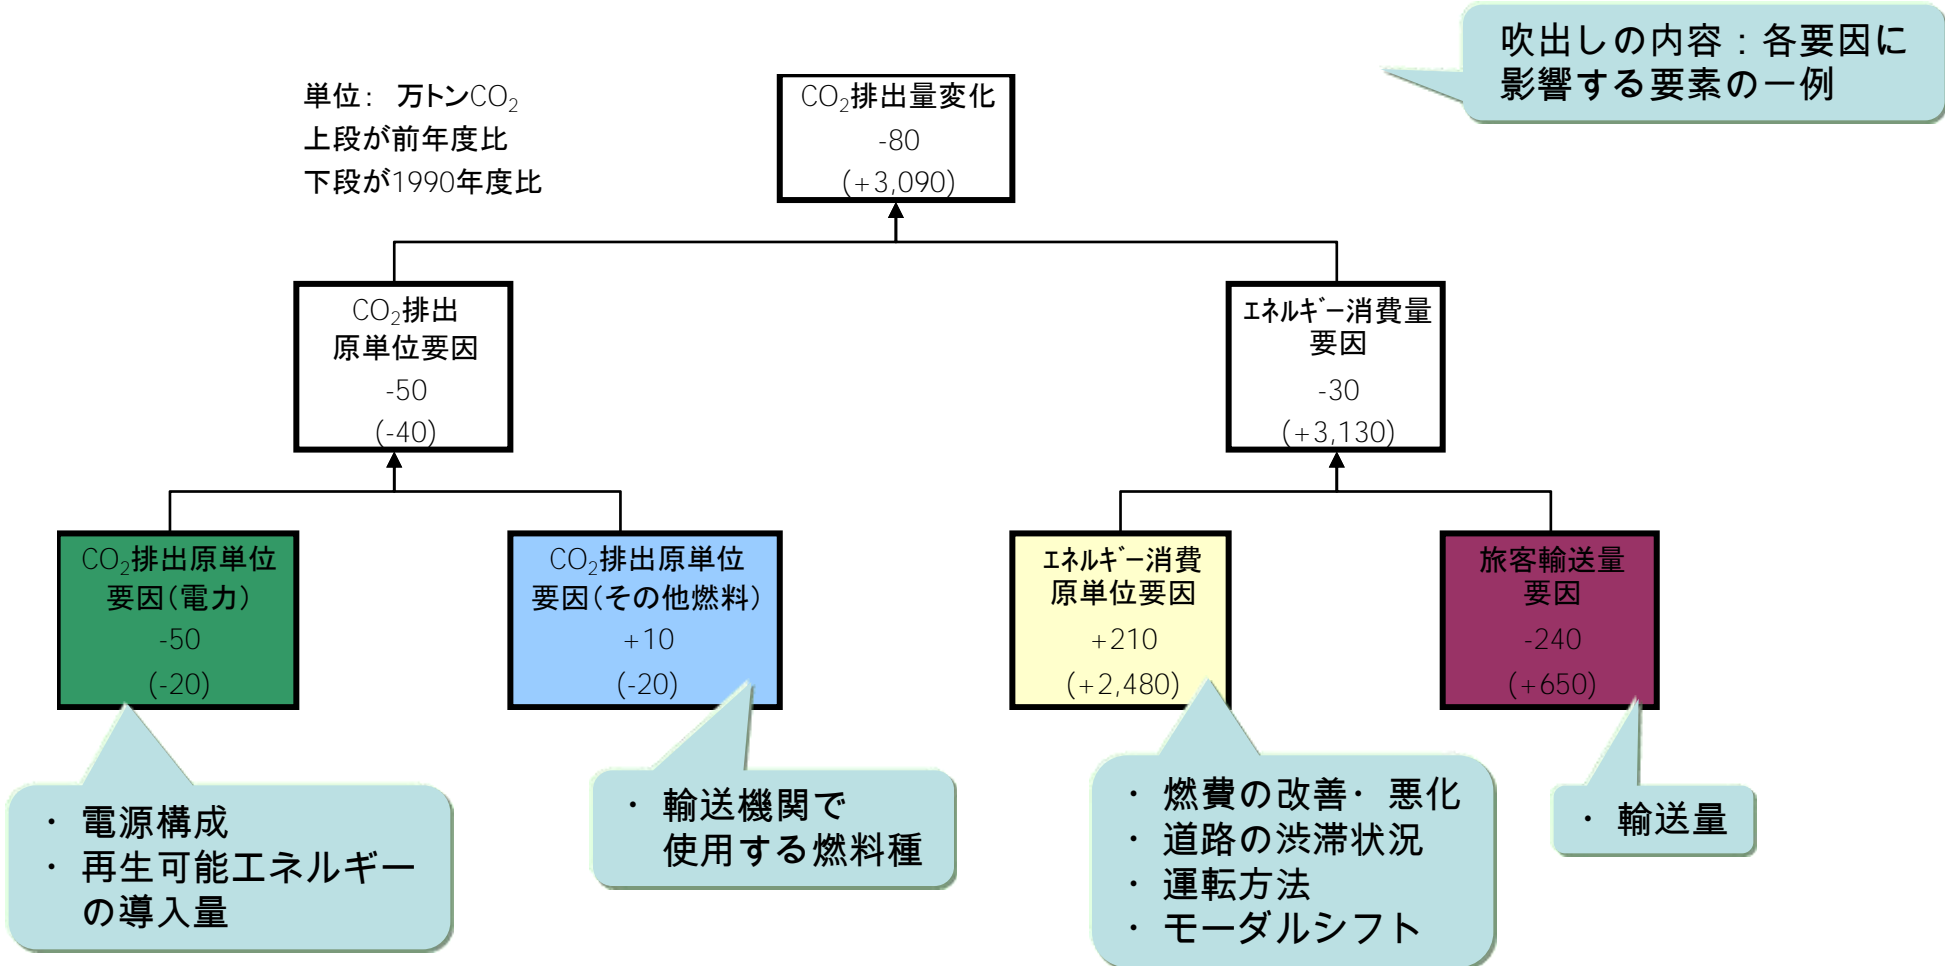 吹出しの内容：各要因に
影響する要素の一例
単位： 万トンCO₂
上段が前年度比
下段が1990年度比
CO₂排出量変化
-80
(+3,090)
CO₂排出
原単位要因
-50
(-40)
ｴﾈﾙｷﾞｰ消費量
要因
-30
(+3,130)
CO₂排出原単位
要因(電力)
-50
(-20)
CO₂排出原単位
要因(その他燃料)
+10
(-20)
ｴﾈﾙｷﾞｰ消費
原単位要因
+210
(+2,480)
旅客輸送量
要因
-240
(+650)
・ 電源構成
・ 再生可能エネルギー
の導入量
・ 輸送機関で
使用する燃料種
・ 燃費の改善・ 悪化
・ 道路の渋滞状況
・ 運転方法
・ モーダルシフト
・ 輸送量